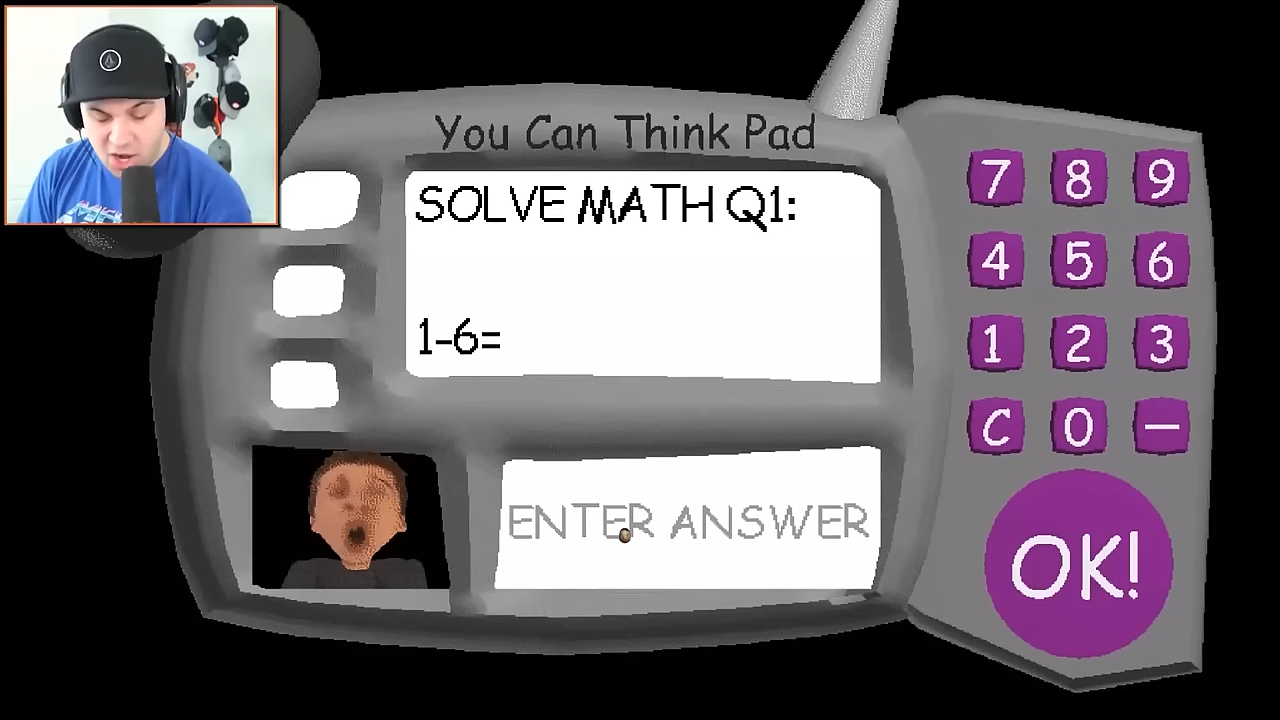 You Can Think Pad
SOLVE MATH Q1:
1-6=
ENTER ANSWER
7 8 9
4 5 6
1 2 3
C 0 −
OK!